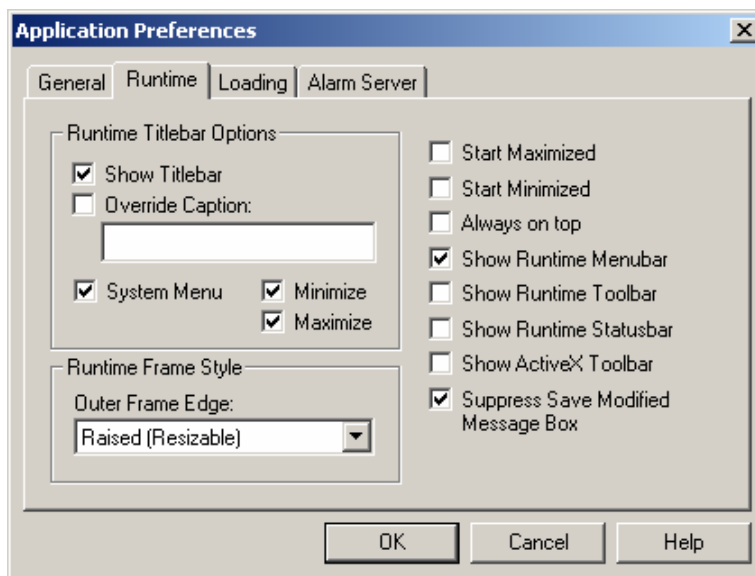 Application Preferences
General Runtime Loading Alarm Server
Runtime Titlebar Options
Show Titlebar
Override Caption:
System Menu Minimize
Maximize
Runtime Frame Style
Outer Frame Edge:
Raised (Resizable)
Start Maximized
Start Minimized
Always on top
Show Runtime Menubar
Show Runtime Toolbar
Show Runtime Statusbar
Show ActiveX Toolbar
Suppress Save Modified
Message Box
OK Cancel Help